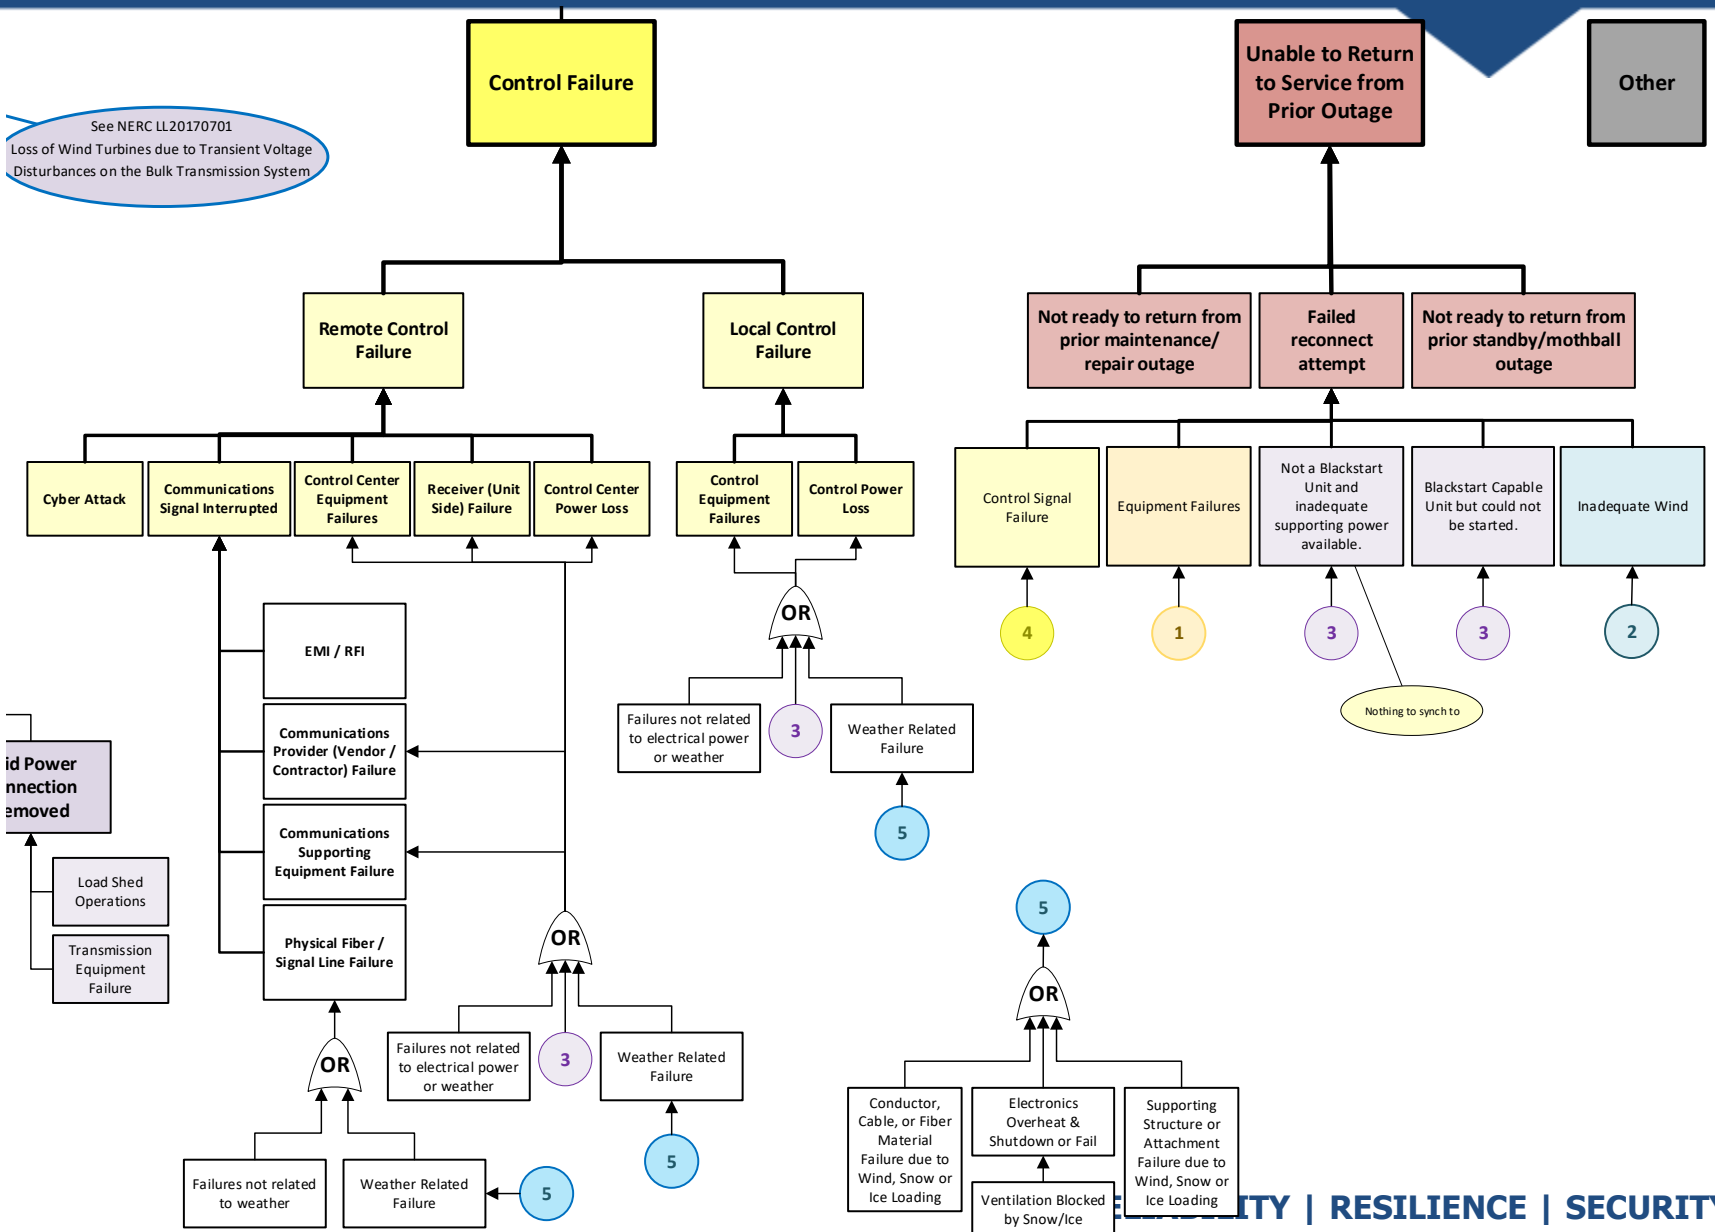 Control Failure
Unable to Return
to Service from
Prior Outage
Other
See NERC LL20170701
Loss of Wind Turbines due to Transient Voltage
Disturbances on the Bulk Transmission System
Remote Control
Failure
Local Control
Failure
Not ready to return from
prior maintenance/
repair outage
Failed
reconnect
attempt
Not ready to return from
prior standby/mothball
outage
Cyber Attack
Communications
Signal Interrupted
Control Center
Equipment
Failures
Receiver (Unit
Side) Failure
Control Center
Power Loss
Control
Equipment
Failures
Control Power
Loss
Control Signal
Failure
Equipment Failures
Not a Blackstart
Unit and
inadequate
supporting power
available.
Blackstart Capable
Unit but could not
be started.
Inadequate Wind
OR
4
1
3
3
2
EMI / RFI
Nothing to synch to
Failures not related
to electrical power
or weather
3
Weather Related
Failure
Communications
Provider (Vendor /
Contractor) Failure
id Power
nnection
emoved
5
Communications
Supporting
Equipment Failure
Load Shed
Operations
5
Physical Fiber /
Signal Line Failure
OR
Transmission
Equipment
Failure
OR
Failures not related
to electrical power
or weather
3
Weather Related
Failure
OR
Conductor,
Cable, or Fiber
Material
Failure due to
Wind, Snow or
Ice Loading
Electronics
Overheat &
Shutdown or Fail
Supporting
Structure or
Attachment
Failure due to
Wind, Snow or
Ice Loading
5
Failures not related
to weather
Weather Related
Failure
5
Ventilation Blocked
by Snow/Ice
ITY | RESILIENCE | SECURITY